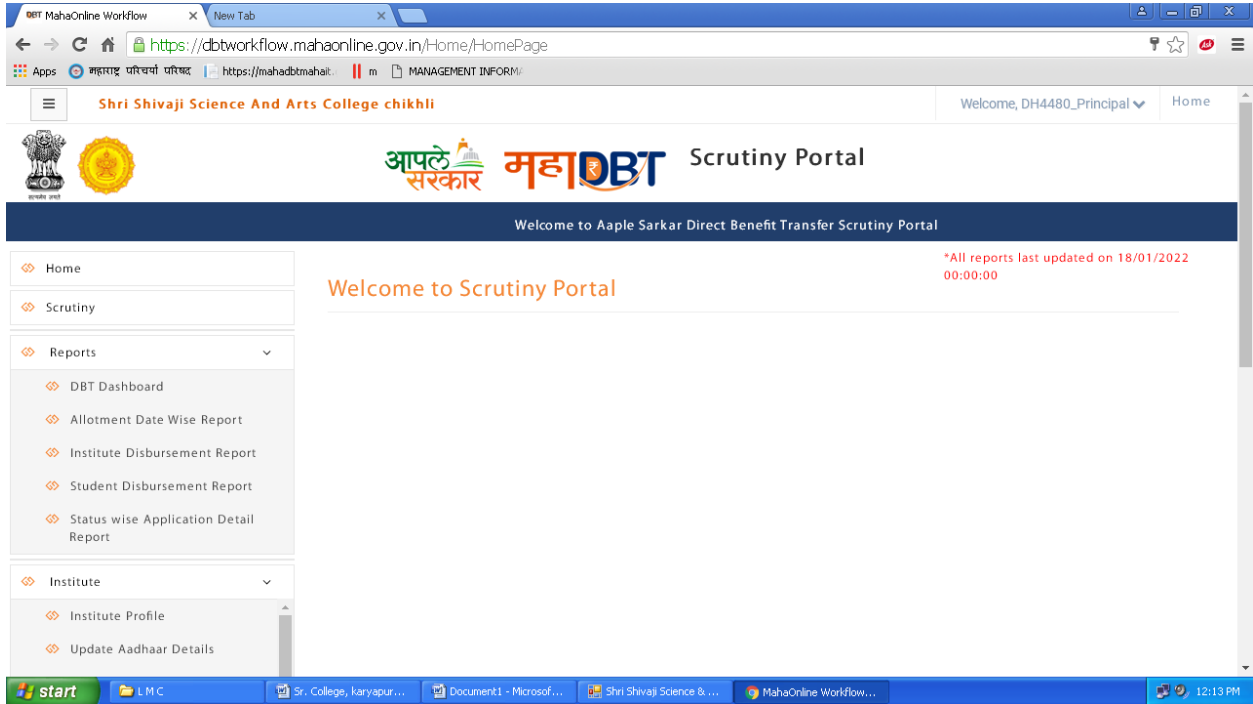 DBT MahaOnline Workflow
New Tab
https://dbtworkflow.mahaonline.gov.in/Home/HomePage
Apps
महाराष्ट्र परिचर्या परिषद
https://mahadbtmahait.
m
MANAGEMENT INFORM
Shri Shivaji Science And Arts College chikhli
Welcome, DH4480_Principal
Home
सत्यमेव जयते
आपले
सरकार
महाDBT
Scrutiny Portal
Welcome to Aaple Sarkar Direct Benefit Transfer Scrutiny Portal
Home
Scrutiny
Reports
DBT Dashboard
Allotment Date Wise Report
Institute Disbursement Report
Student Disbursement Report
Status wise Application Detail
Report
Institute
Institute Profile
Update Aadhaar Details
*All reports last updated on 18/01/2022
00:00:00
Welcome to Scrutiny Portal
start
L M C
Sr. College, karyapur...
Document1 - Microsof...
Shri Shivaji Science & ...
MahaOnline Workflow...
12:13 PM